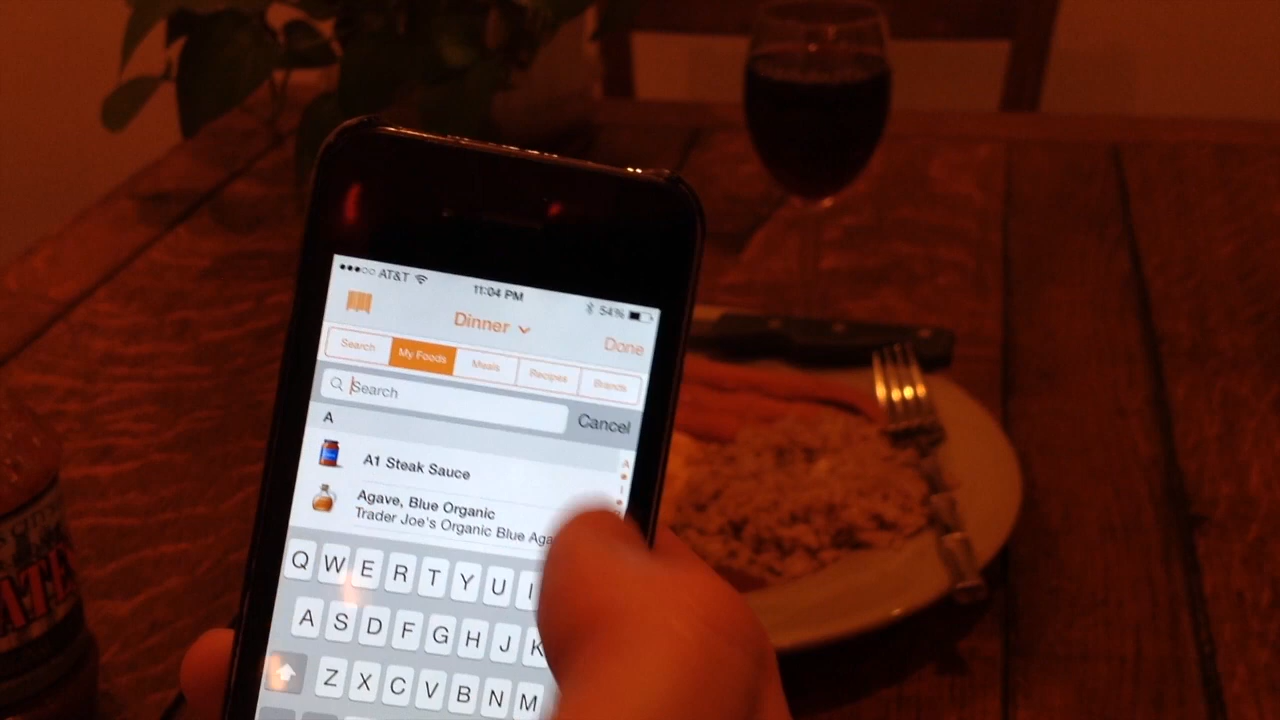 AT&T 11:04 PM 54%
Dinner
Done
Search My Foods Meals Recipes Brands
Search
Cancel
A
A1 Steak Sauce
Agave, Blue Organic
Trader Joe's Organic Blue Aga
Q W E R T Y U I
A S D F G H J K
Z X C V B N M